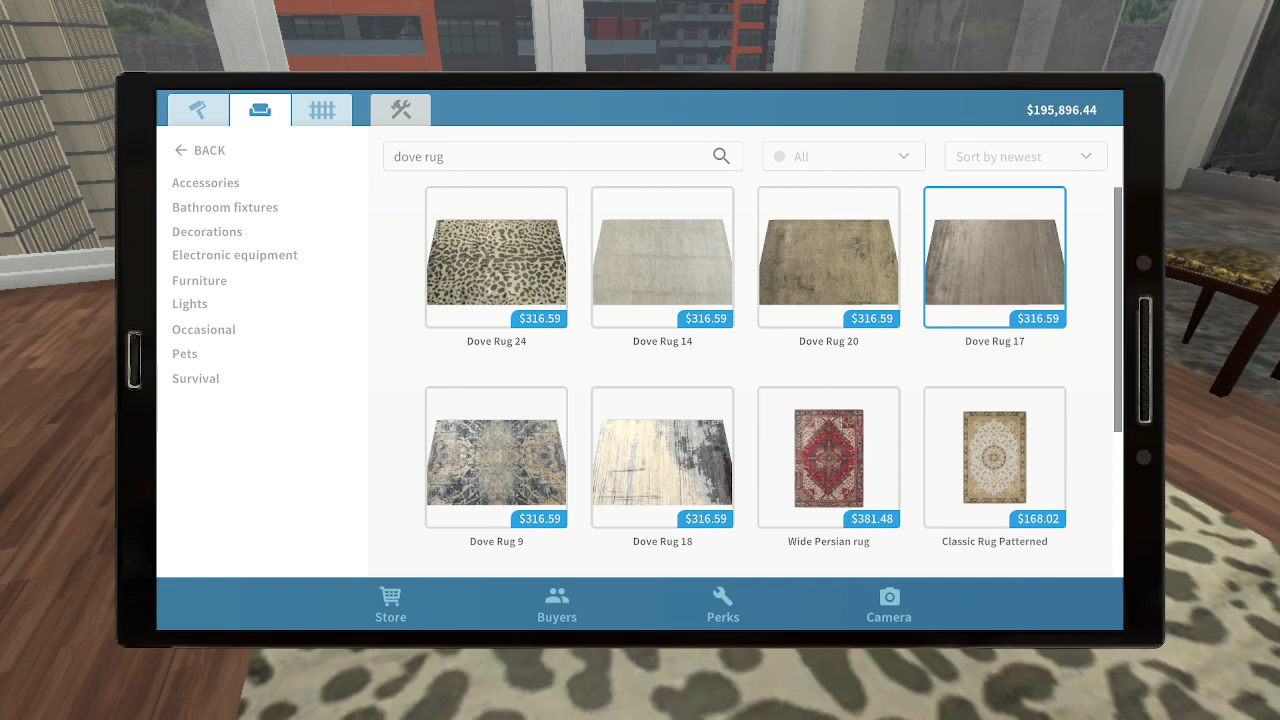 $195,896.44
BACK
dove rug
All
Sort by newest
Accessories
Bathroom fixtures
Decorations
Electronic equipment
Furniture
Lights
Occasional
Pets
Survival
$316.59
$316.59
$316.59
$316.59
Dove Rug 24
Dove Rug 14
Dove Rug 20
Dove Rug 17
$316.59
$316.59
$381.48
$168.02
Dove Rug 9
Dove Rug 18
Wide Persian rug
Classic Rug Patterned
Store
Buyers
Perks
Camera